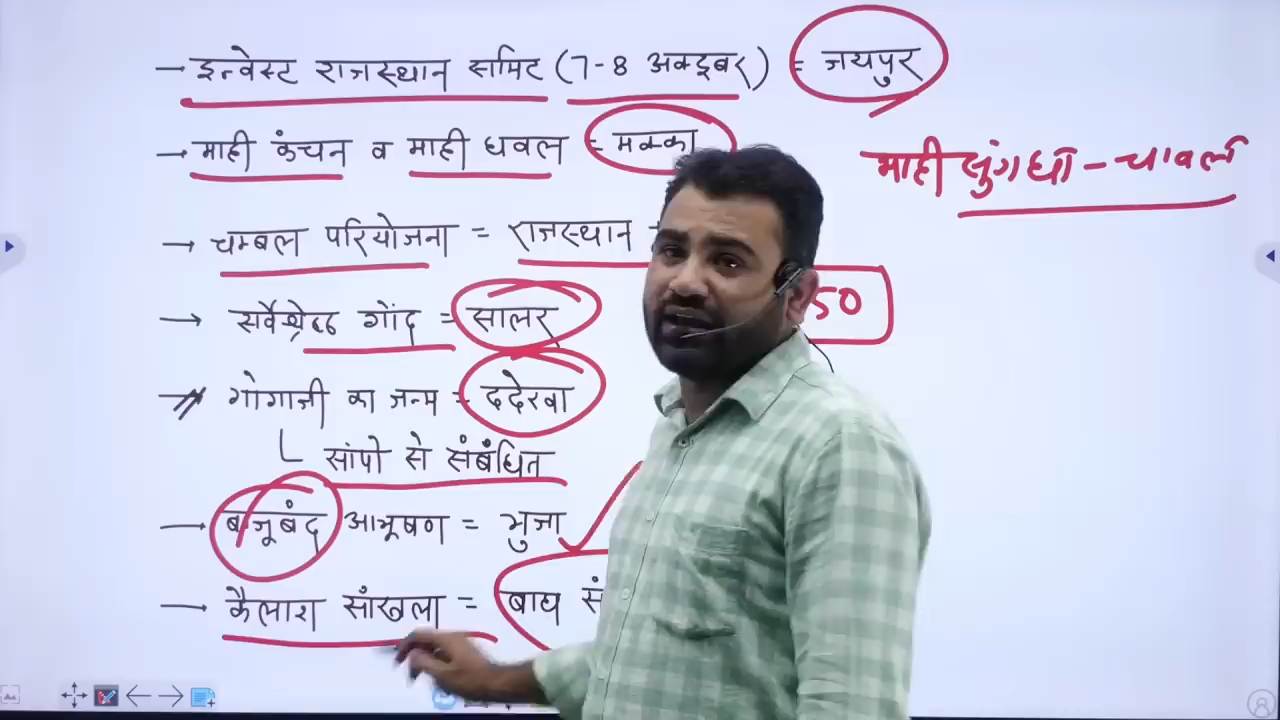 → इन्वेस्ट राजस्थान समिट (7-8 अक्टूबर) = जयपुर
→ माही कंचन व माही धवल = मक्का
माही सुंगधा - चावल
→ चम्बल परियोजना = राजस्थान +
50
→ सर्वश्रेष्ठ गोंद = सालर
→ गोगाजी का जन्म = ददेरवा
सांपो से संबंधित
→ बाजूबंद आभूषण = भुजा
→ कैलाश सांखला = बाघ